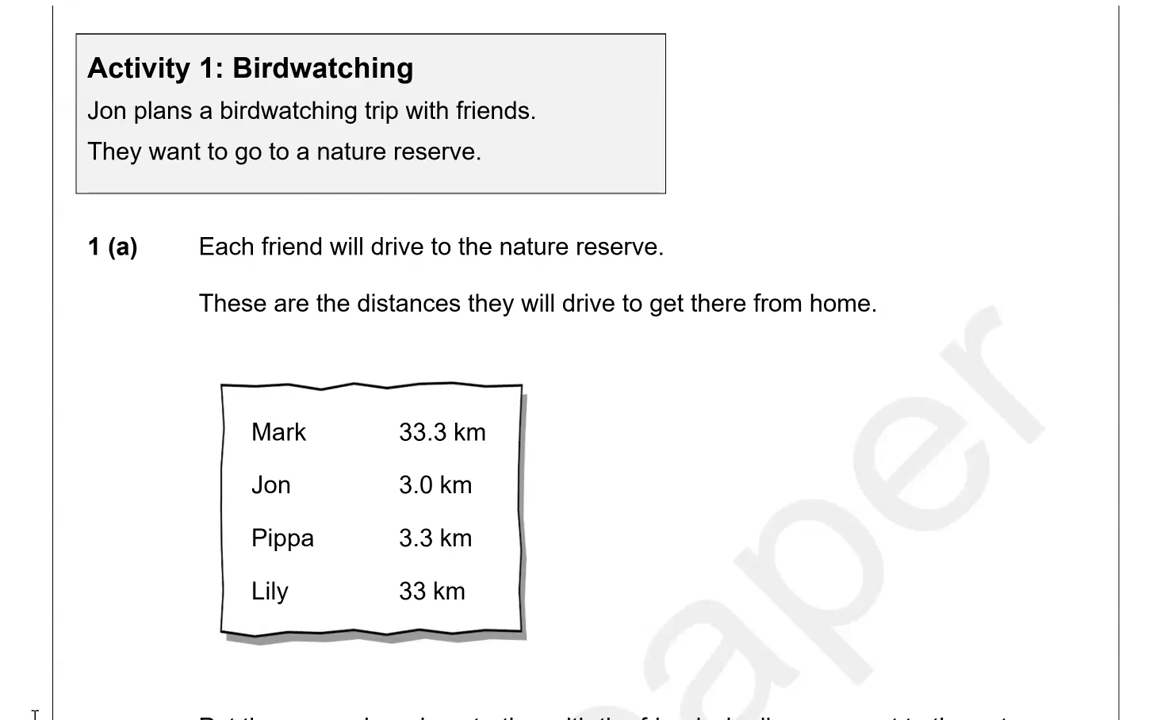 Activity 1: Birdwatching
Jon plans a birdwatching trip with friends.
They want to go to a nature reserve.
1 (a) Each friend will drive to the nature reserve.
These are the distances they will drive to get there from home.
Mark 33.3 km
Jon 3.0 km
Pippa 3.3 km
Lily 33 km
aper